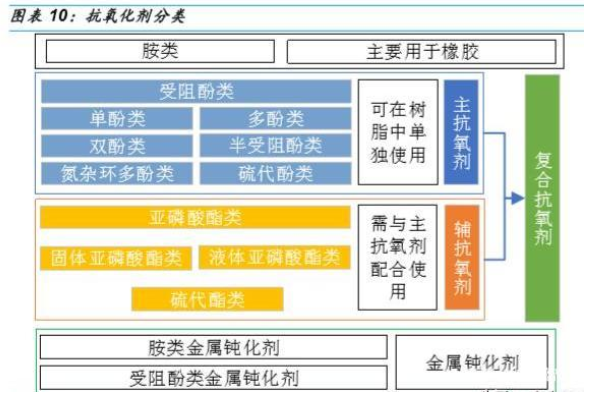 图表 10：抗氧化剂分类
胺类
主要用于橡胶
受阻酚类
单酚类
多酚类
双酚类
半受阻酚类
氮杂环多酚类
硫代酚类
可在树
脂中单
独使用
主抗氧剂
亚磷酸酯类
固体亚磷酸酯类
液体亚磷酸酯类
硫代酯类
需与主
抗氧剂
配合使
用
辅抗氧剂
复合抗氧剂
胺类金属钝化剂
受阻酚类金属钝化剂
金属钝化剂